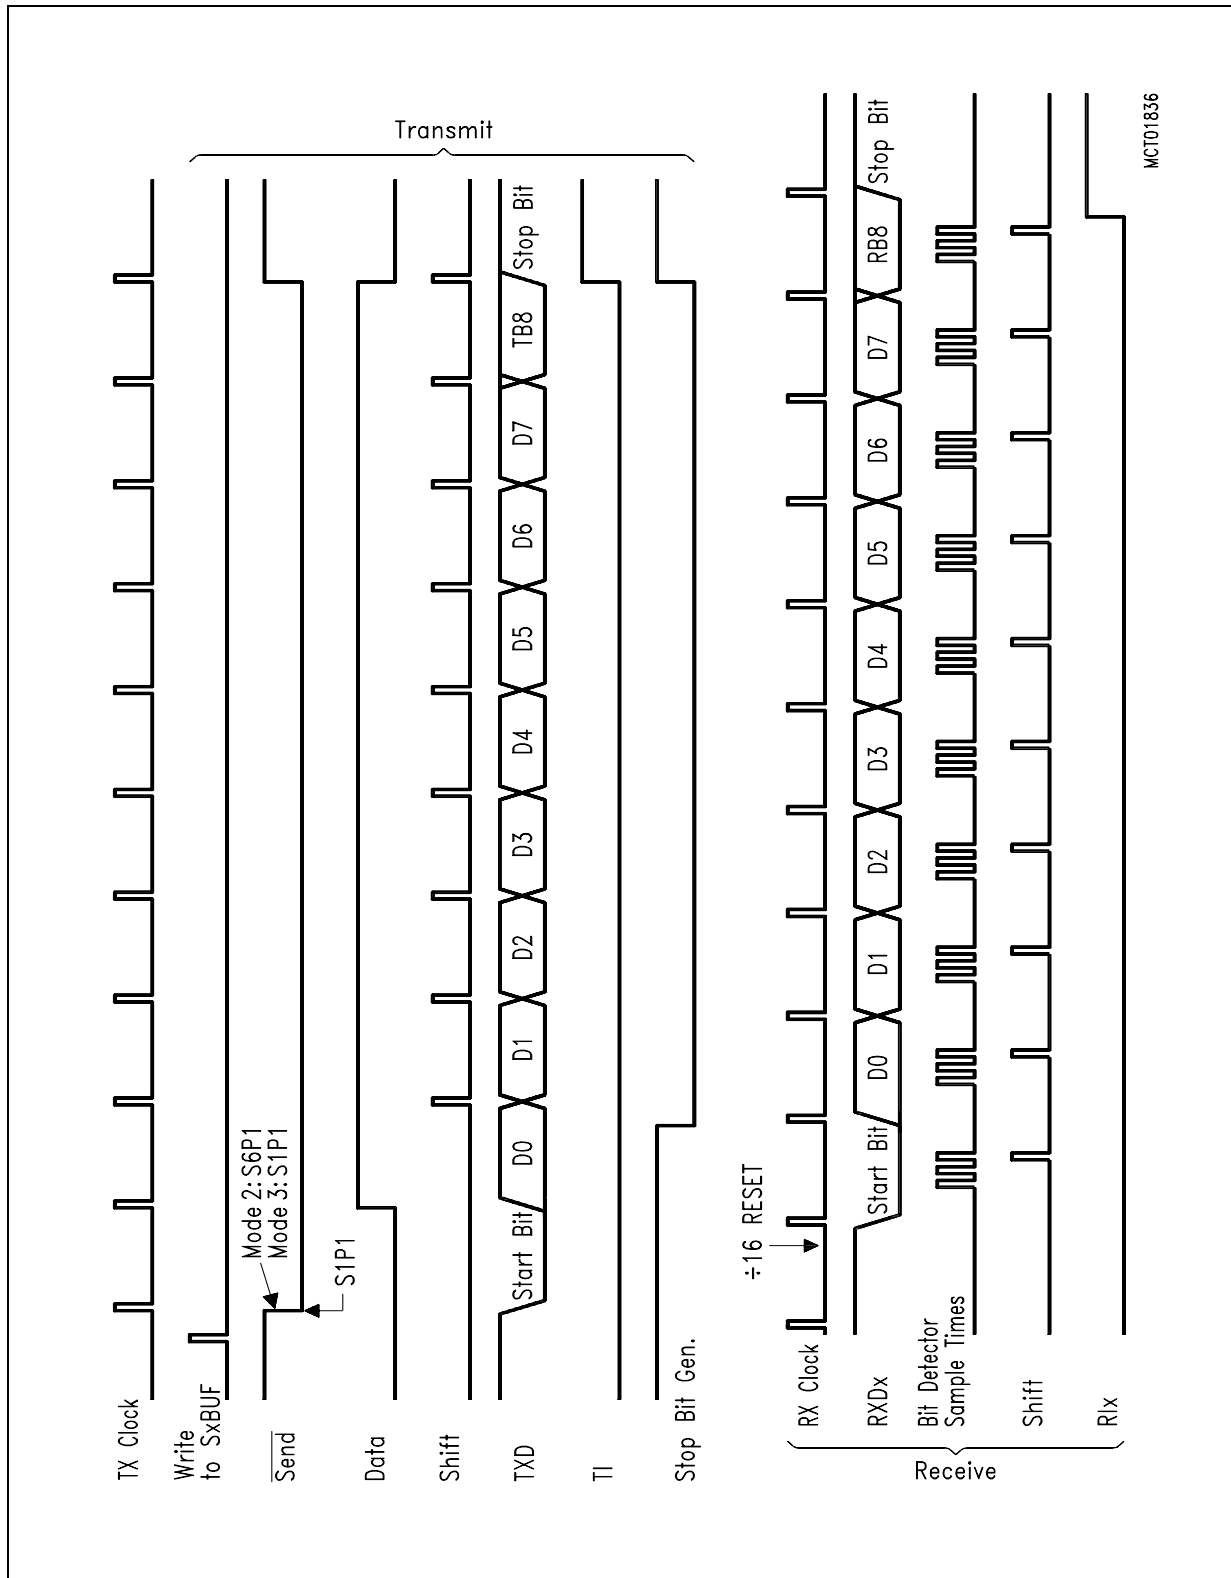 Transmit
TX Clock
Write
to SxBUF
Send
Mode 2: S6P1
Mode 3: S1P1
S1P1
Data
Shift
TXD
Start Bit D0 D1 D2 D3 D4 D5 D6 D7 TB8 Stop Bit
TI
Stop Bit Gen.
Receive
÷16 RESET
RX Clock
RXDx
Start Bit D0 D1 D2 D3 D4 D5 D6 D7 RB8 Stop Bit
Bit Detector
Sample Times
Shift
RIx
MCT01836